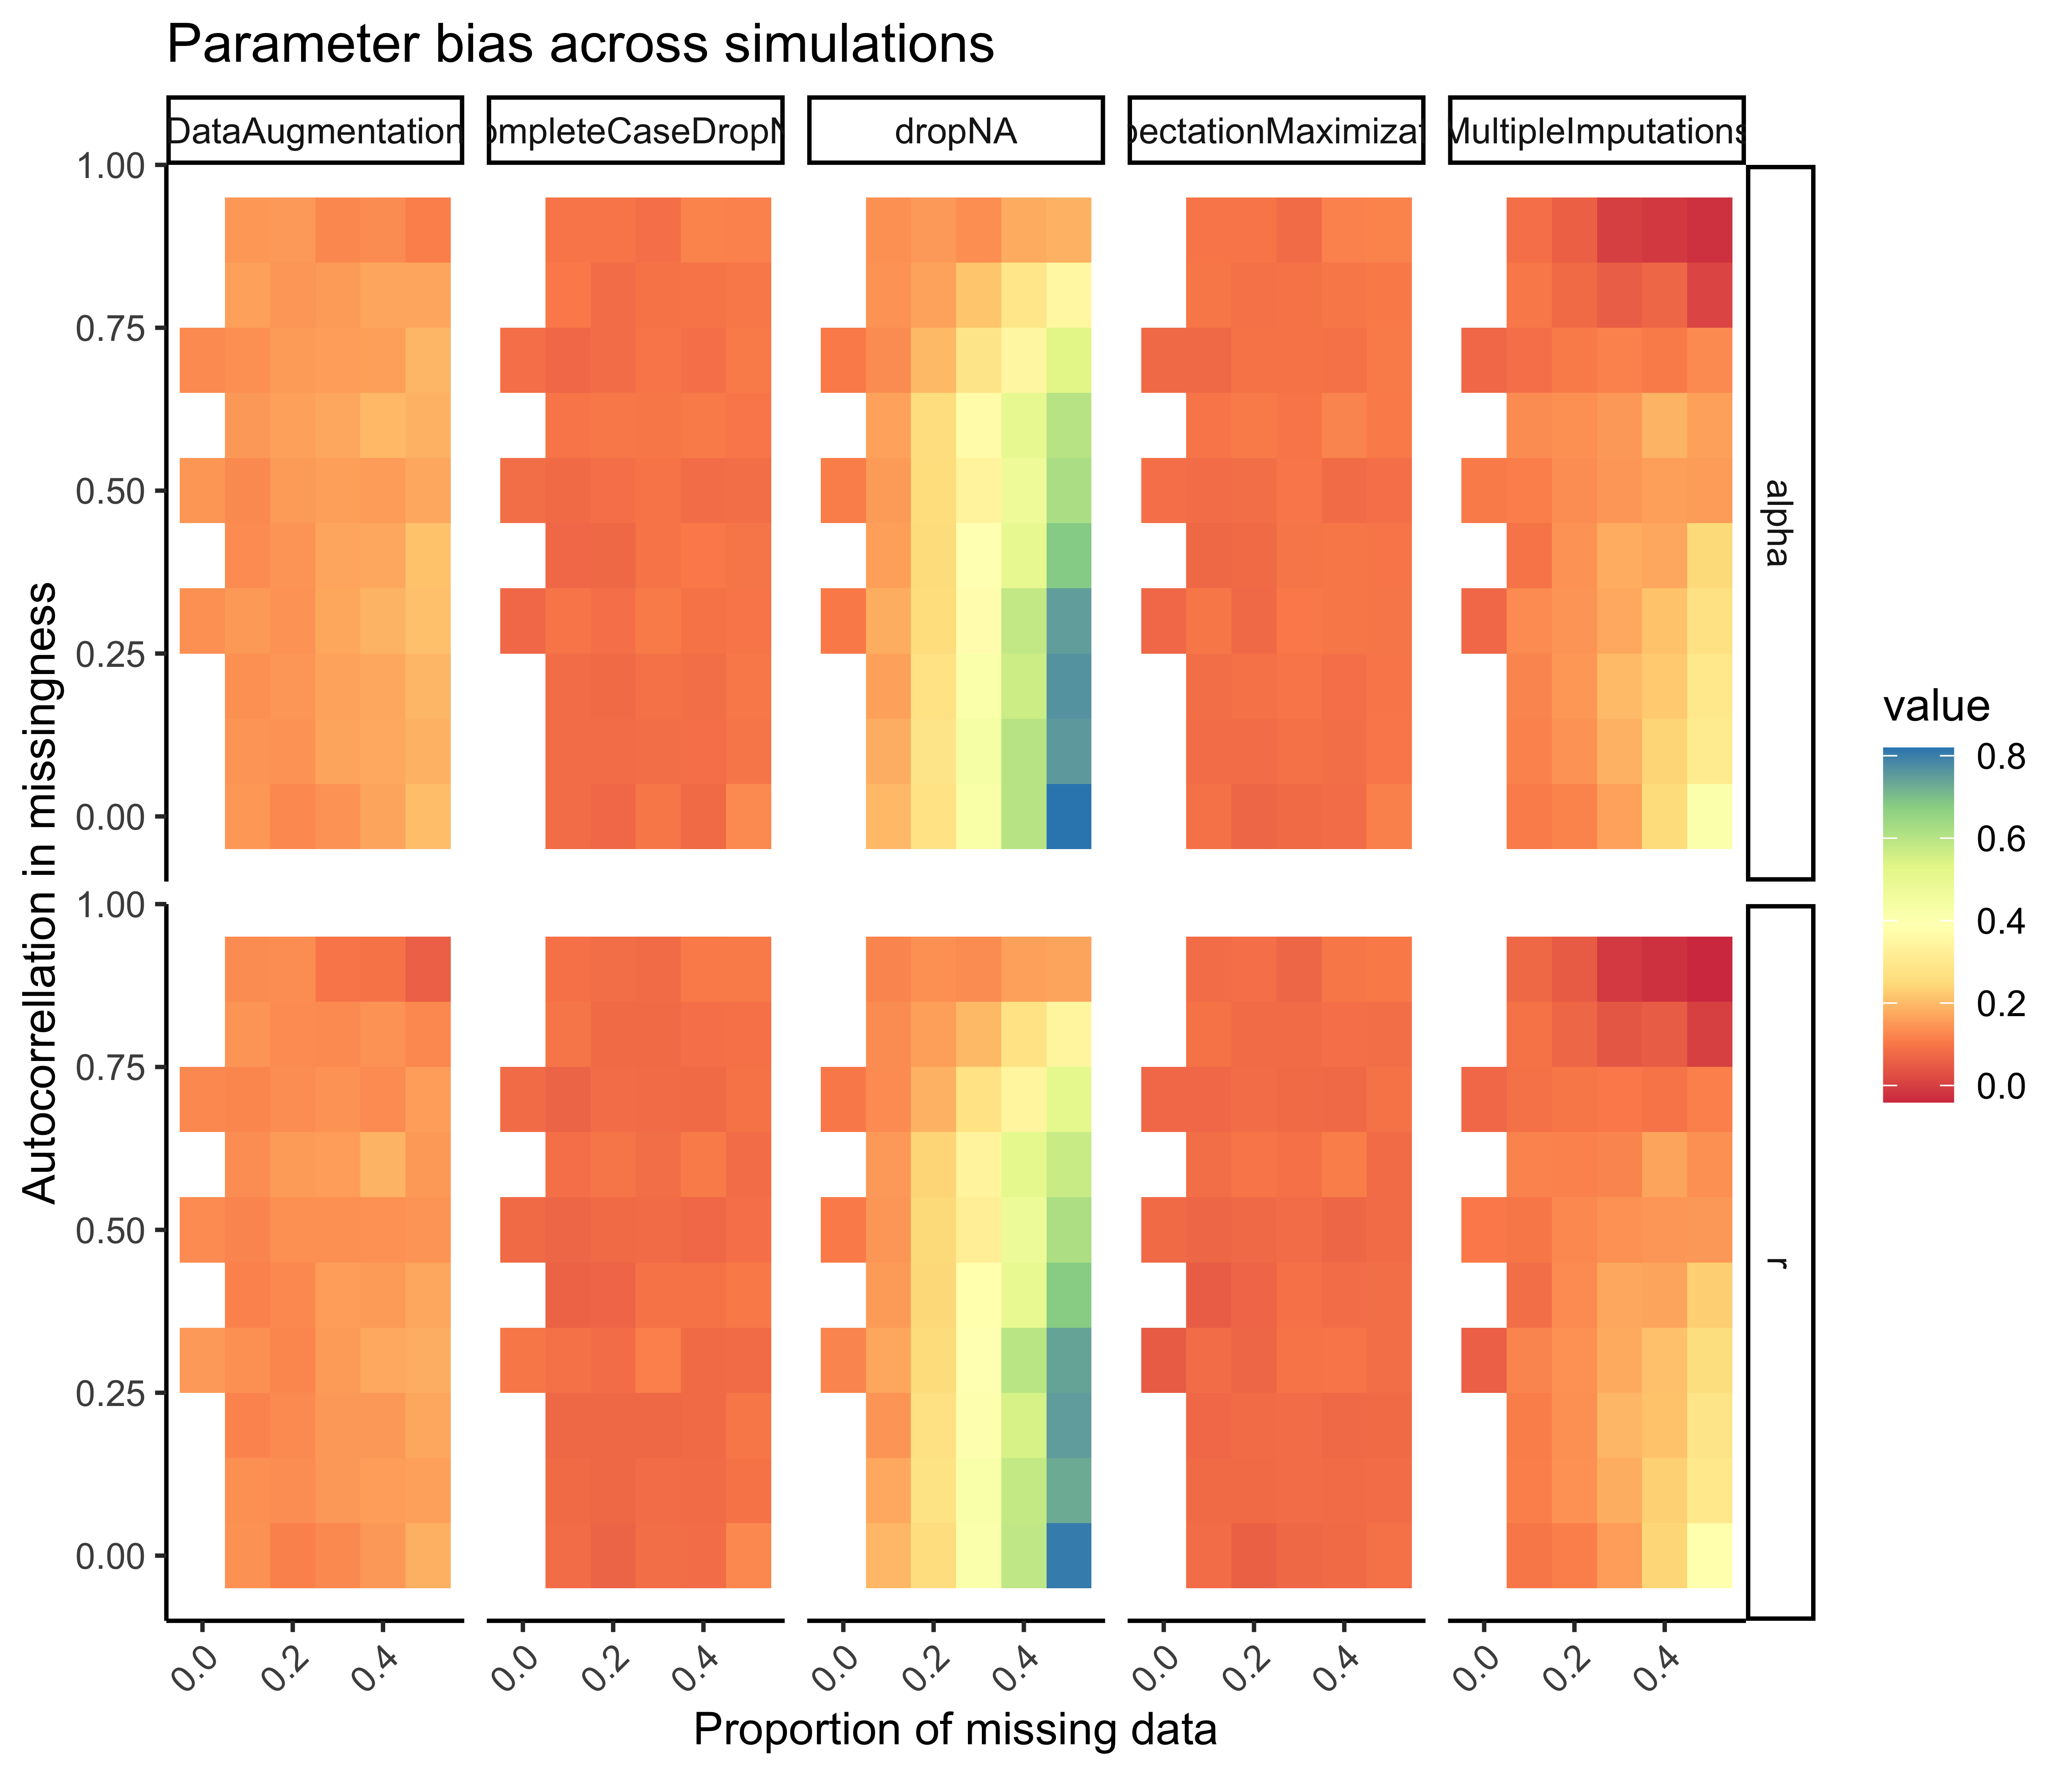 Parameter bias across simulations
DataAugmentation
ompleteCaseDropN
dropNA
pectationMaximizat
MultipleImputations
1.00
0.75
0.50
0.25
0.00
alpha
1.00
0.75
0.50
0.25
0.00
r
Autocorrellation in missingness
0.0 0.2 0.4
0.0 0.2 0.4
0.0 0.2 0.4
0.0 0.2 0.4
0.0 0.2 0.4
Proportion of missing data
value
0.8
0.6
0.4
0.2
0.0